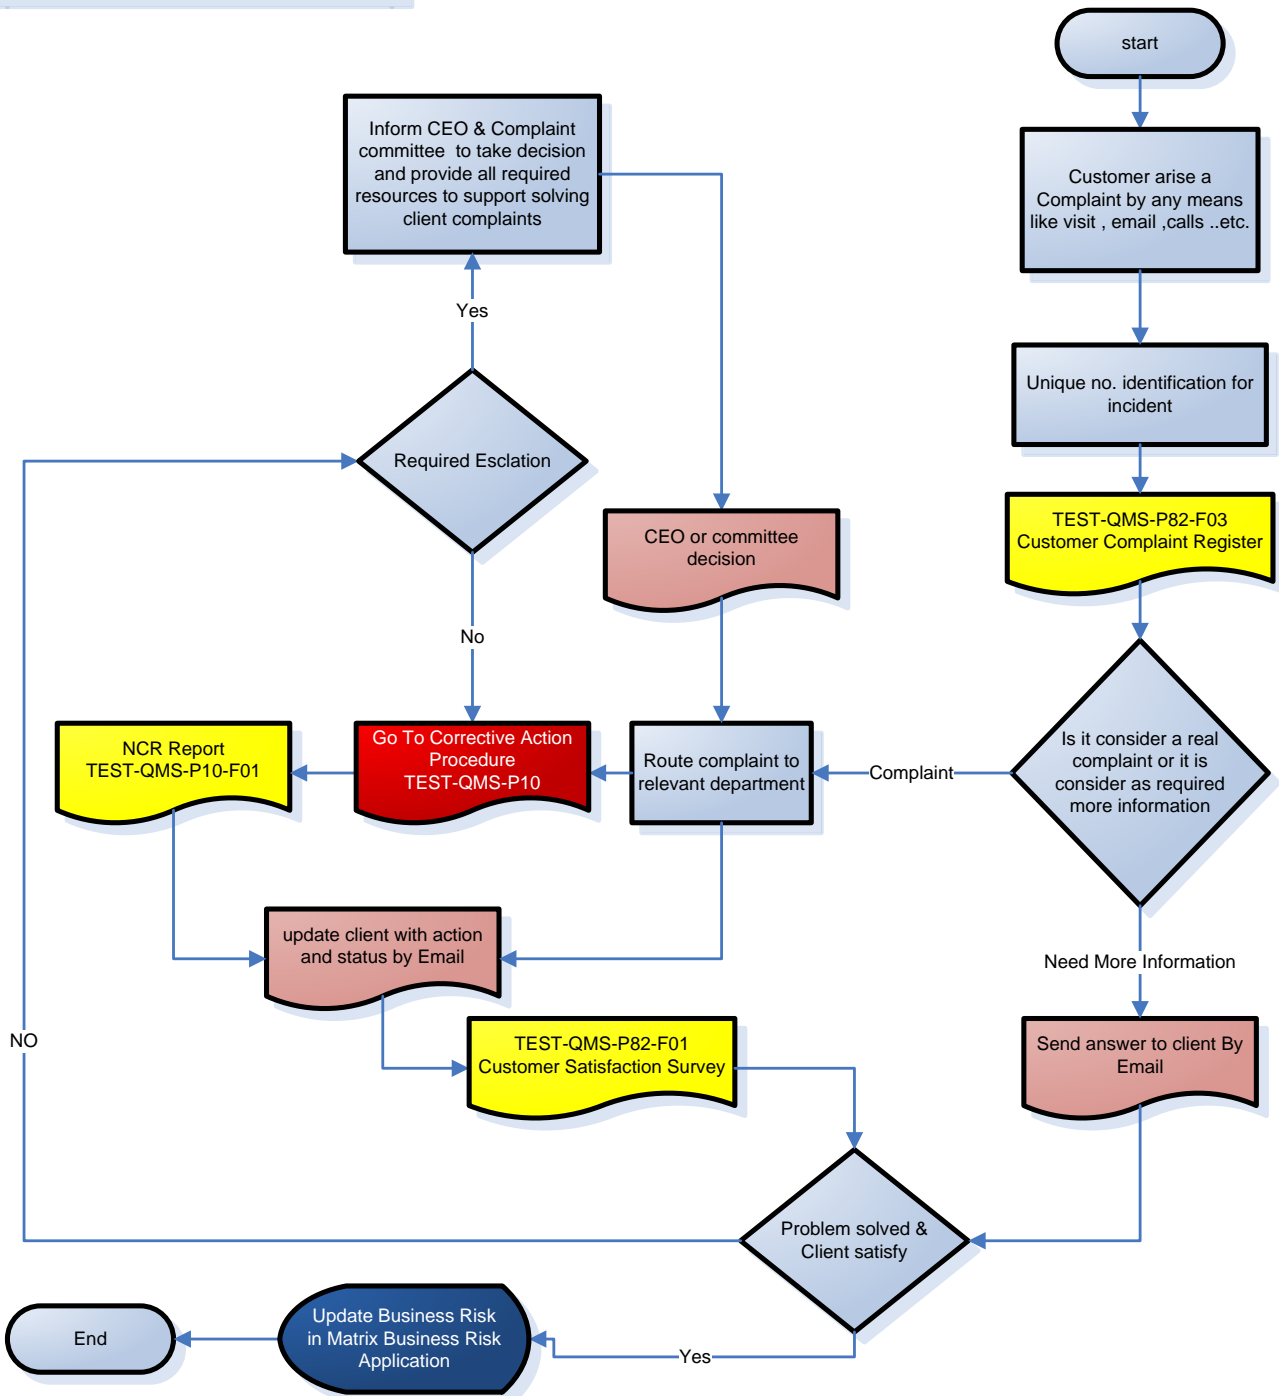 start
Customer arise a
Complaint by any means
like visit , email ,calls ..etc.
Unique no. identification for
incident
TEST-QMS-P82-F03
Customer Complaint Register
Is it consider a real
complaint or it is
consider as required
more information
Complaint
Need More Information
Send answer to client By
Email
Route complaint to
relevant department
Inform CEO & Complaint
committee to take decision
and provide all required
resources to support solving
client complaints
Yes
Required Esclation
No
CEO or committee
decision
Go To Corrective Action
Procedure
TEST-QMS-P10
NCR Report
TEST-QMS-P10-F01
update client with action
and status by Email
TEST-QMS-P82-F01
Customer Satisfaction Survey
Problem solved &
Client satisfy
NO
Yes
Update Business Risk
in Matrix Business Risk
Application
End